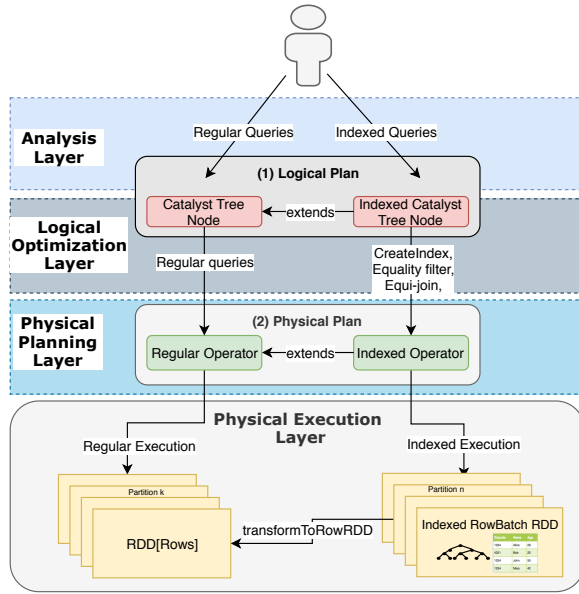 Regular Queries
Indexed Queries
Analysis
Layer
(1) Logical Plan
Catalyst Tree
Node
extends
Indexed Catalyst
Tree Node
Logical
Optimization
Layer
Regular queries
CreateIndex,
Equality filter,
Equi-join,
(2) Physical Plan
Physical
Planning
Layer
Regular Operator
extends
Indexed Operator
Physical Execution
Layer
Regular Execution
Indexed Execution
Partition k
Partition n
RDD[Rows]
transformToRowRDD
Indexed RowBatch RDD